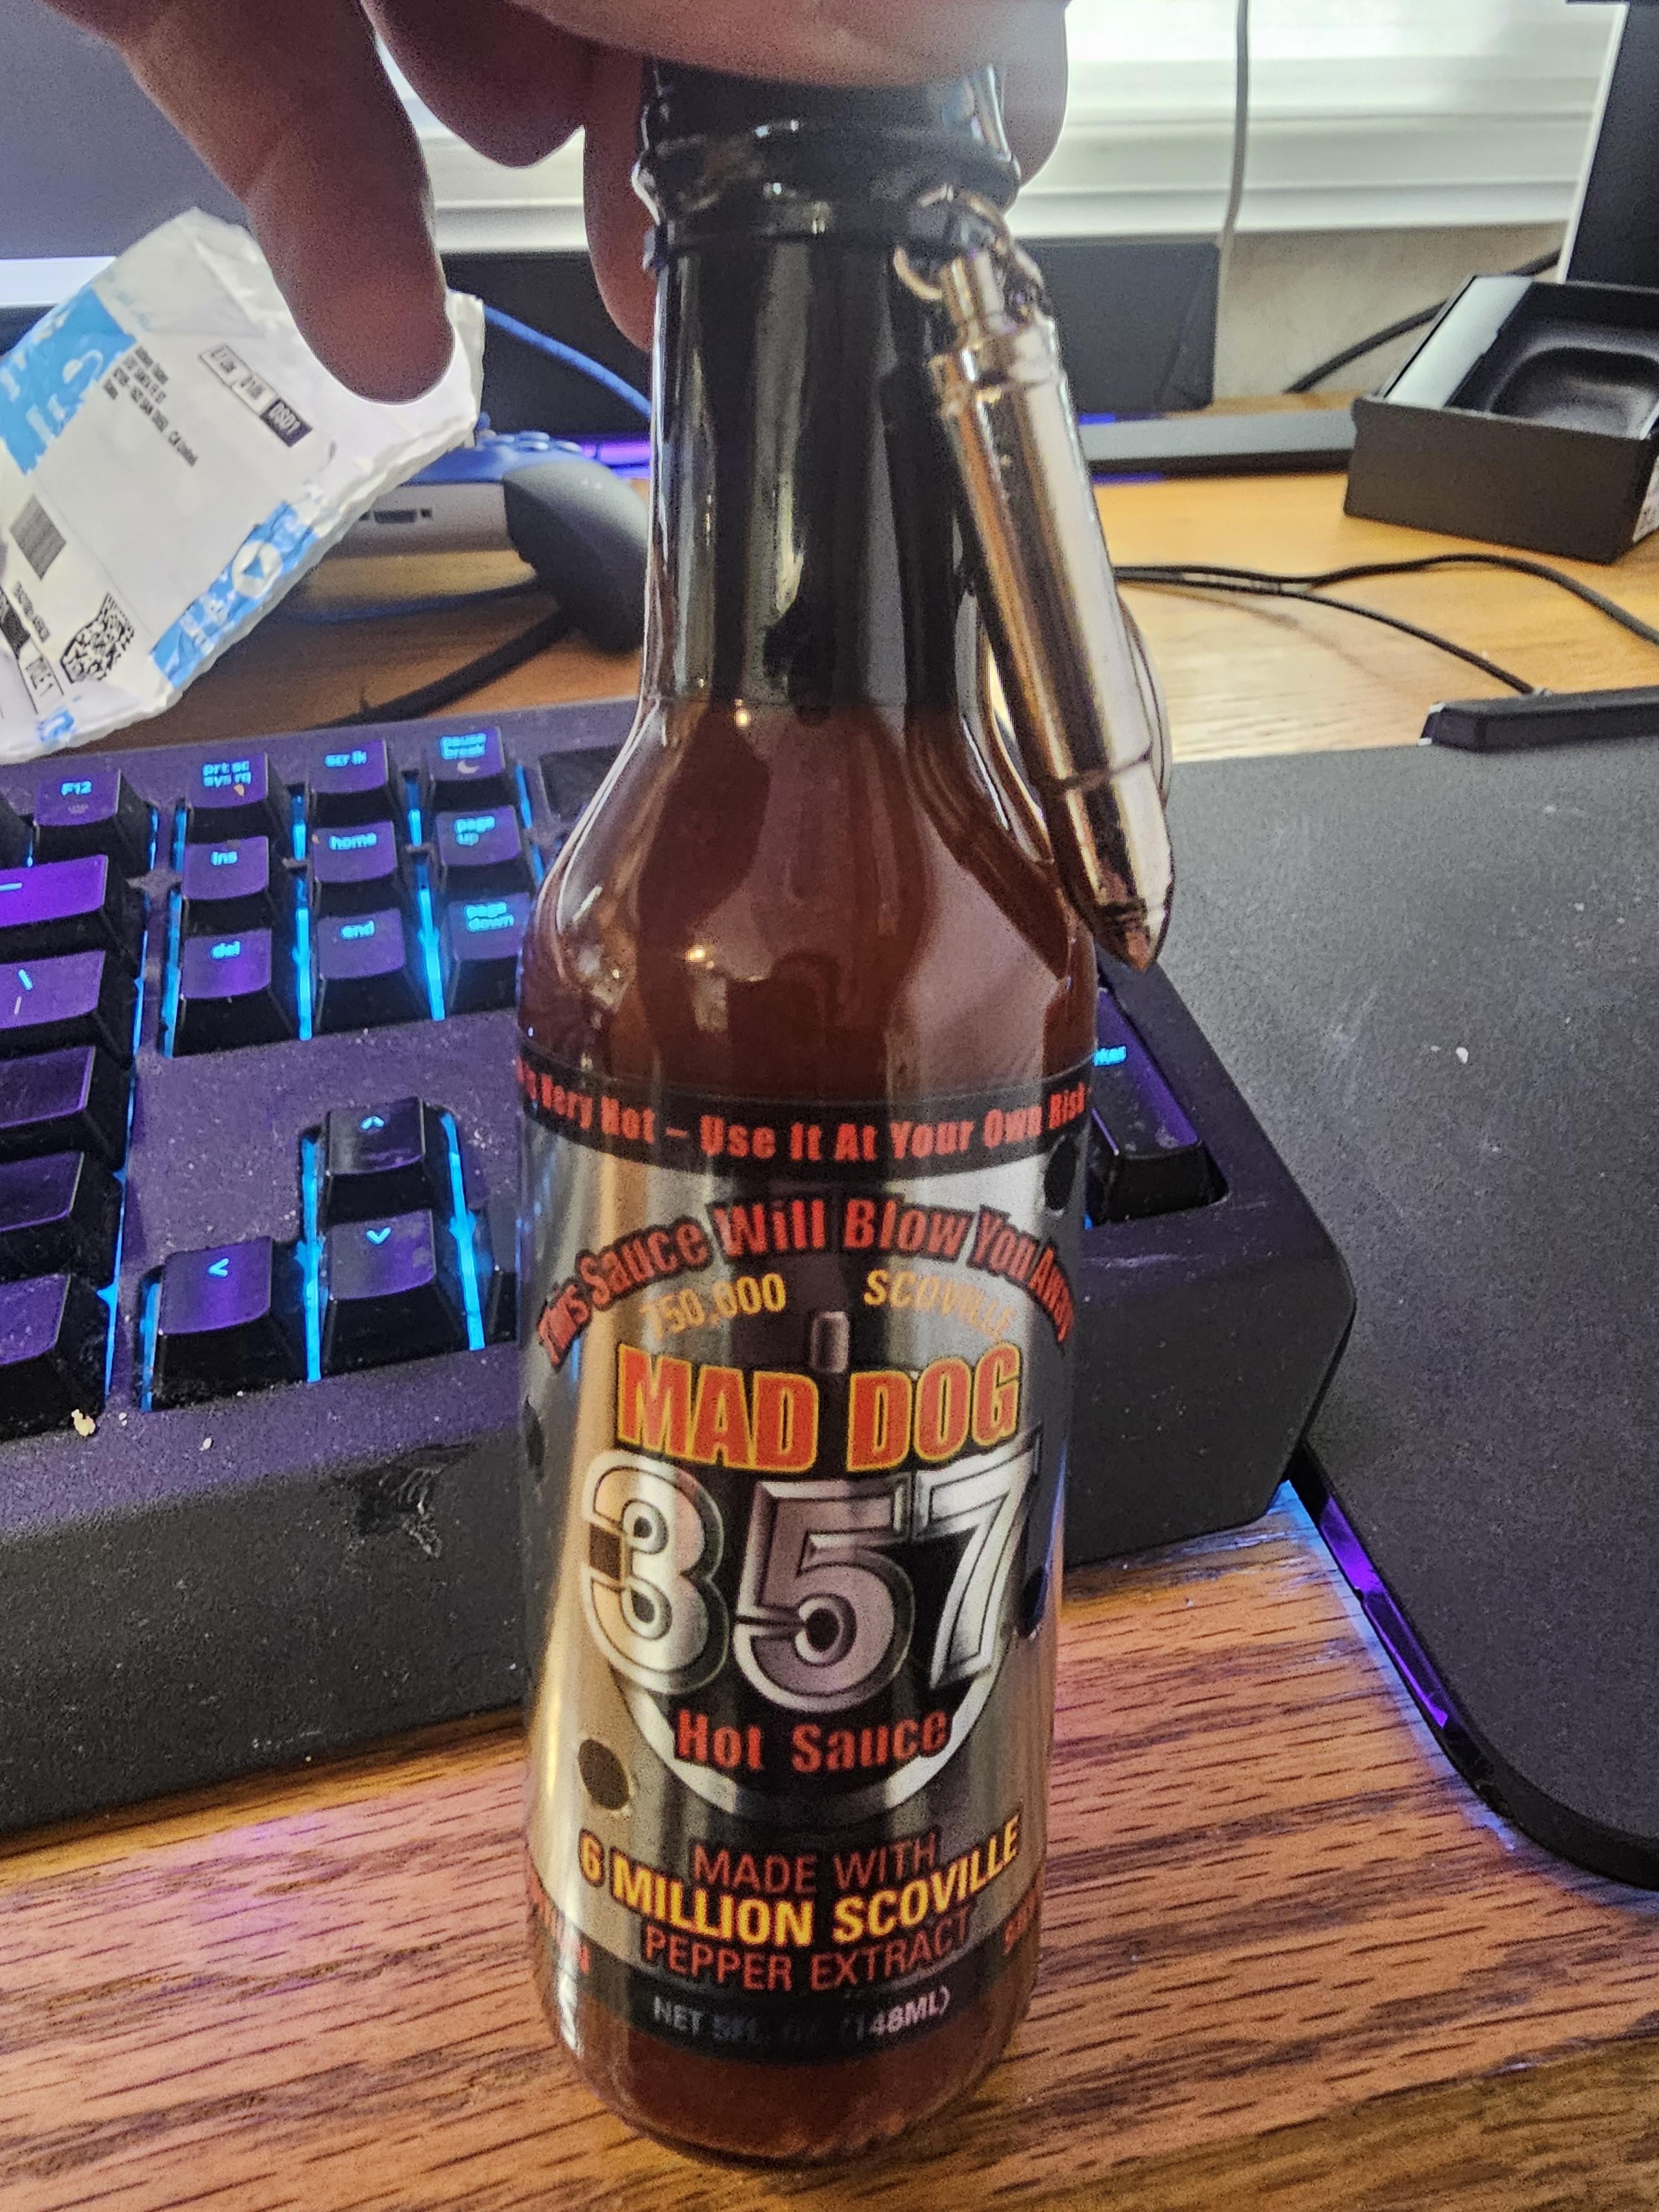 F12
prt sc
sys rq
scr lk
pause
break
ins
home
page
up
del
end
page
down
Very Hot – Use It At Your Own Risk
This Sauce Will Blow You Away
750,000 SCOVILLE
MAD DOG
357
Hot Sauce
MADE WITH
6 MILLION SCOVILLE
PEPPER EXTRACT
NET 5FL. OZ. (148ML)